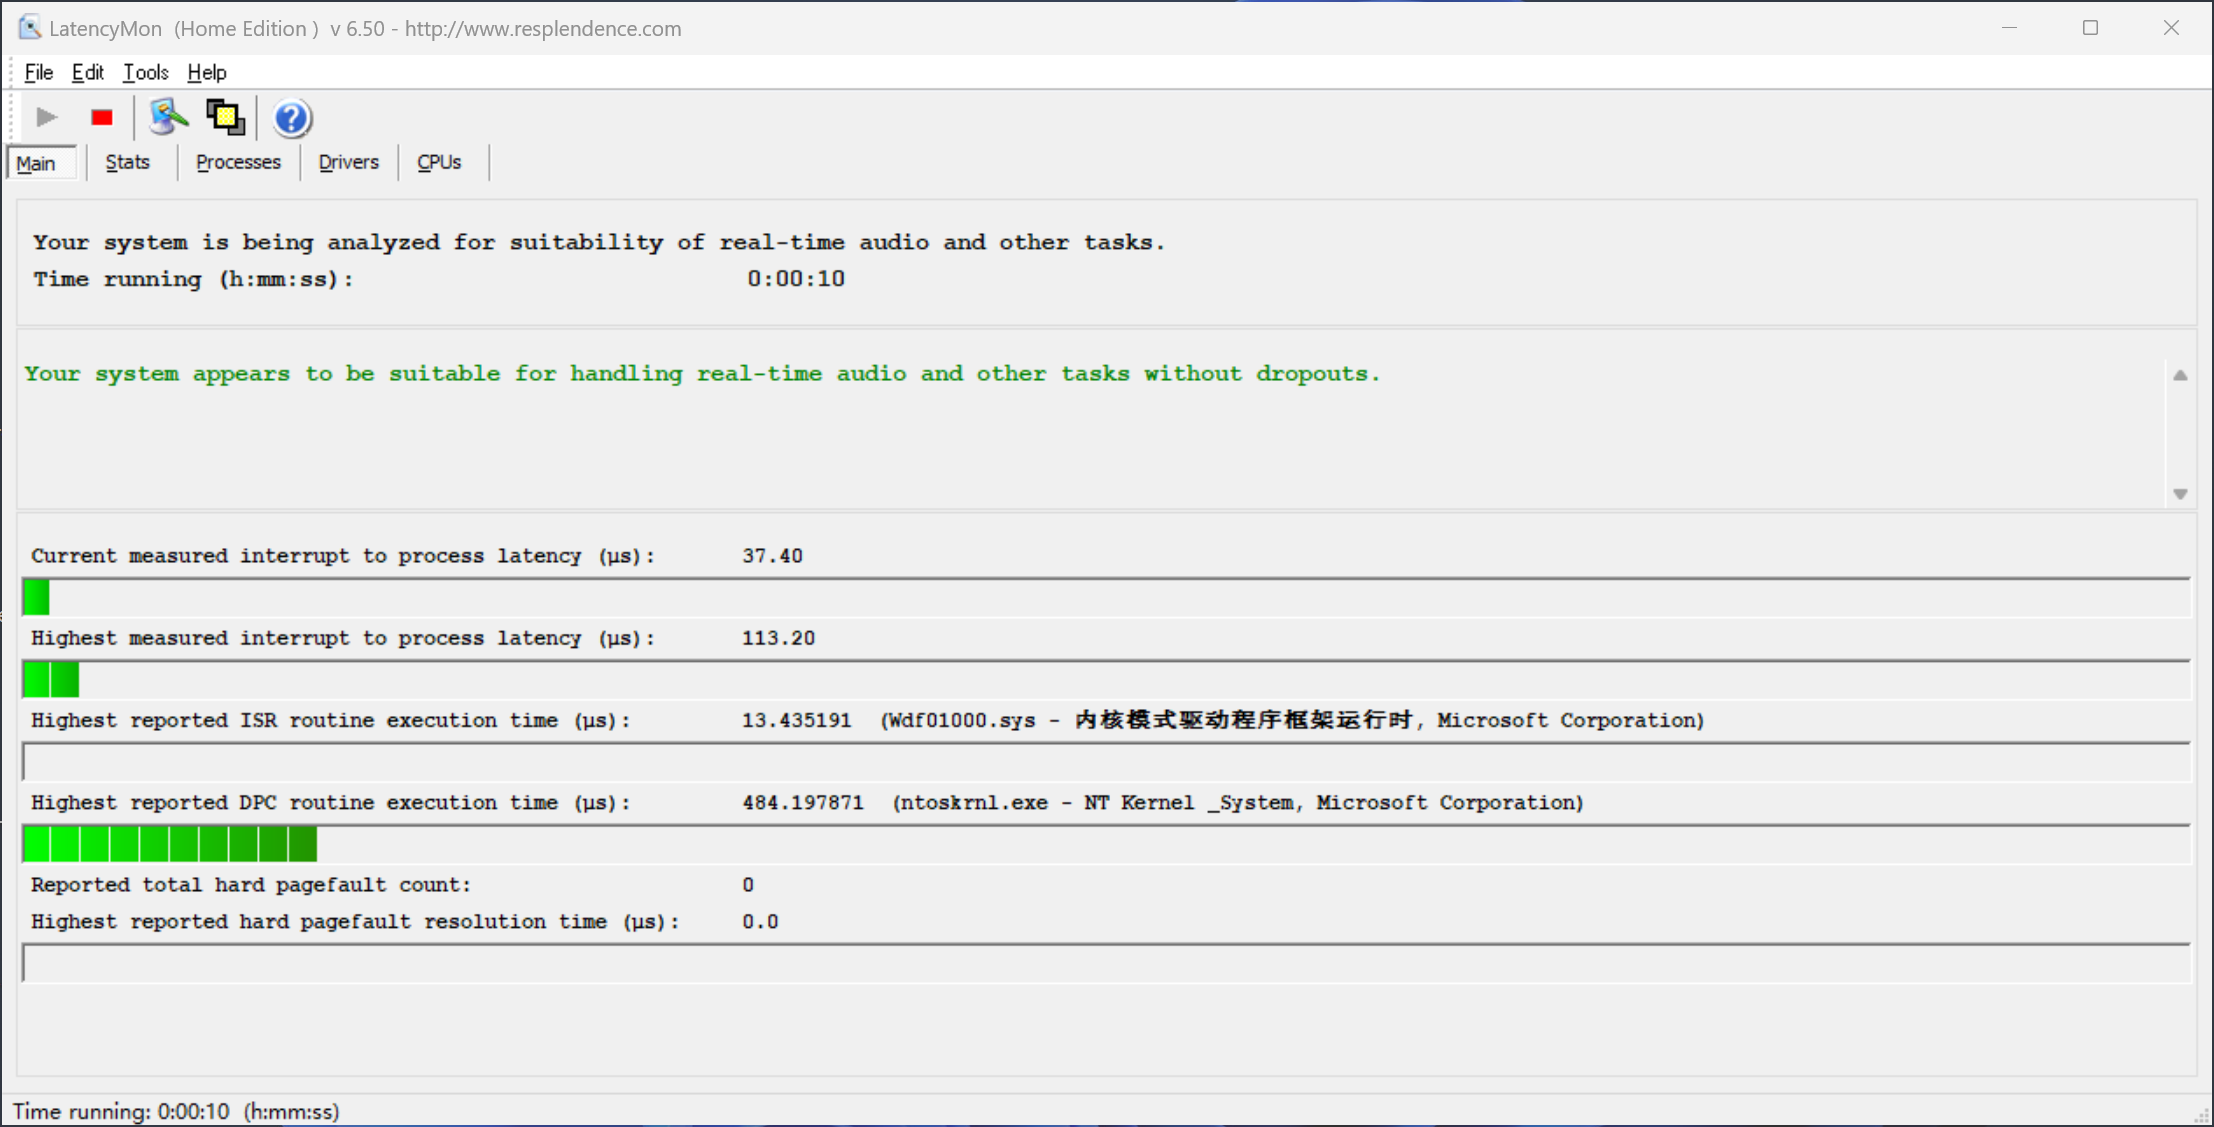 LatencyMon (Home Edition ) v 6.50 - http://www.resplendence.com
File Edit Tools Help
Main Stats Processes Drivers CPUs
Your system is being analyzed for suitability of real-time audio and other tasks.
Time running (h:mm:ss): 0:00:10
Your system appears to be suitable for handling real-time audio and other tasks without dropouts.
Current measured interrupt to process latency (µs): 37.40
Highest measured interrupt to process latency (µs): 113.20
Highest reported ISR routine execution time (µs): 13.435191 (Wdf01000.sys - 内核模式驱动程序框架运行时, Microsoft Corporation)
Highest reported DPC routine execution time (µs): 484.197871 (ntoskrnl.exe - NT Kernel _System, Microsoft Corporation)
Reported total hard pagefault count: 0
Highest reported hard pagefault resolution time (µs): 0.0
Time running: 0:00:10 (h:mm:ss)